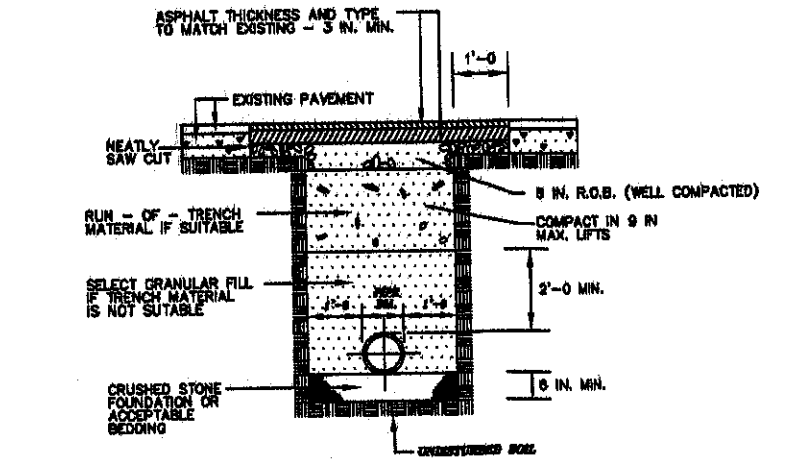 ASPHALT THICKNESS AND TYPE
TO MATCH EXISTING - 3 IN. MIN.
1'-0
EXISTING PAVEMENT
NEATLY
SAW CUT
IN. R.O.B. (WELL COMPACTED)
RUN - OF - TRENCH
MATERIAL IF SUITABLE
COMPACT IN 9 IN
MAX. LIFTS
SELECT GRANULAR FILL
IF TRENCH MATERIAL
IS NOT SUITABLE
2'-0 MIN.
CRUSHED STONE
FOUNDATION OR
ACCEPTABLE
BEDDING
6 IN. MIN.
UNDISTURBED SOIL